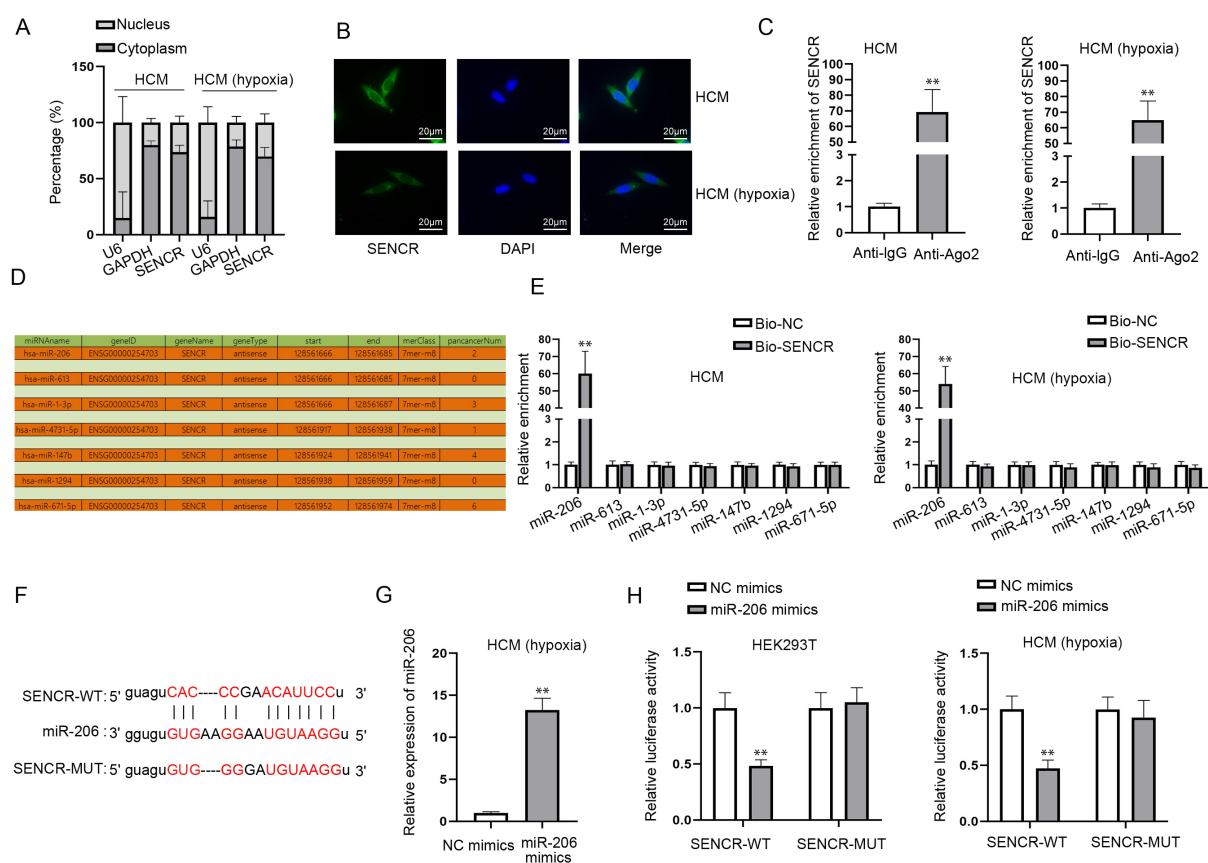 A
Nucleus
Cytoplasm
HCM
HCM (hypoxia)
Percentage (%)
150
100
50
0
U6
GAPDH
SENCR
U6
GAPDH
SENCR
B
HCM
20μm
20μm
20μm
HCM (hypoxia)
20μm
20μm
20μm
SENCR
DAPI
Merge
C
HCM
Relative enrichment of SENCR
100
90
80
70
60
4
3
2
1
0
**
Anti-IgG
Anti-Ago2
HCM (hypoxia)
Relative enrichment of SENCR
100
90
80
70
60
4
3
2
1
0
**
Anti-IgG
Anti-Ago2
D
miRNAname geneID geneName geneType start end merClass pancancerNum
hsa-miR-206 ENSG00000254703 SENCR antisense 128561666 128561685 7mer-m8 2
hsa-miR-613 ENSG00000254703 SENCR antisense 128561666 128561685 7mer-m8 0
hsa-miR-1-3p ENSG00000254703 SENCR antisense 128561666 128561687 7mer-m8 3
hsa-miR-4731-5p ENSG00000254703 SENCR antisense 128561917 128561938 7mer-m8 1
hsa-miR-147b ENSG00000254703 SENCR antisense 128561924 128561941 7mer-m8 4
hsa-miR-1294 ENSG00000254703 SENCR antisense 128561938 128561959 7mer-m8 0
hsa-miR-671-5p ENSG00000254703 SENCR antisense 128561952 128561974 7mer-m8 6
E
Bio-NC
Bio-SENCR
HCM
Relative enrichment
80
70
60
50
40
3
2
1
0
**
miR-206
miR-613
miR-1-3p
miR-4731-5p
miR-147b
miR-1294
miR-671-5p
Bio-NC
Bio-SENCR
HCM (hypoxia)
Relative enrichment
80
70
60
50
40
3
2
1
0
**
miR-206
miR-613
miR-1-3p
miR-4731-5p
miR-147b
miR-1294
miR-671-5p
F
SENCR-WT: 5' guaguCAC----CCGAACAUUCCu 3'
miR-206 : 3' gguguGUGAAGGAAUGUAAGGu 5'
SENCR-MUT: 5' guaguGUG----GGGAUGUAAGGu 3'
G
HCM (hypoxia)
Relative expression of miR-206
20
15
10
5
0
**
NC mimics
miR-206
mimics
H
NC mimics
miR-206 mimics
HEK293T
Relative luciferase activity
1.5
1.0
0.5
0.0
**
SENCR-WT
SENCR-MUT
NC mimics
miR-206 mimics
HCM (hypoxia)
Relative luciferase activity
1.5
1.0
0.5
0.0
**
SENCR-WT
SENCR-MUT